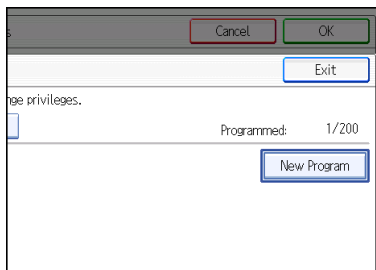 s Cancel OK
Exit
nge privileges.
Programmed: 1/200
New Program